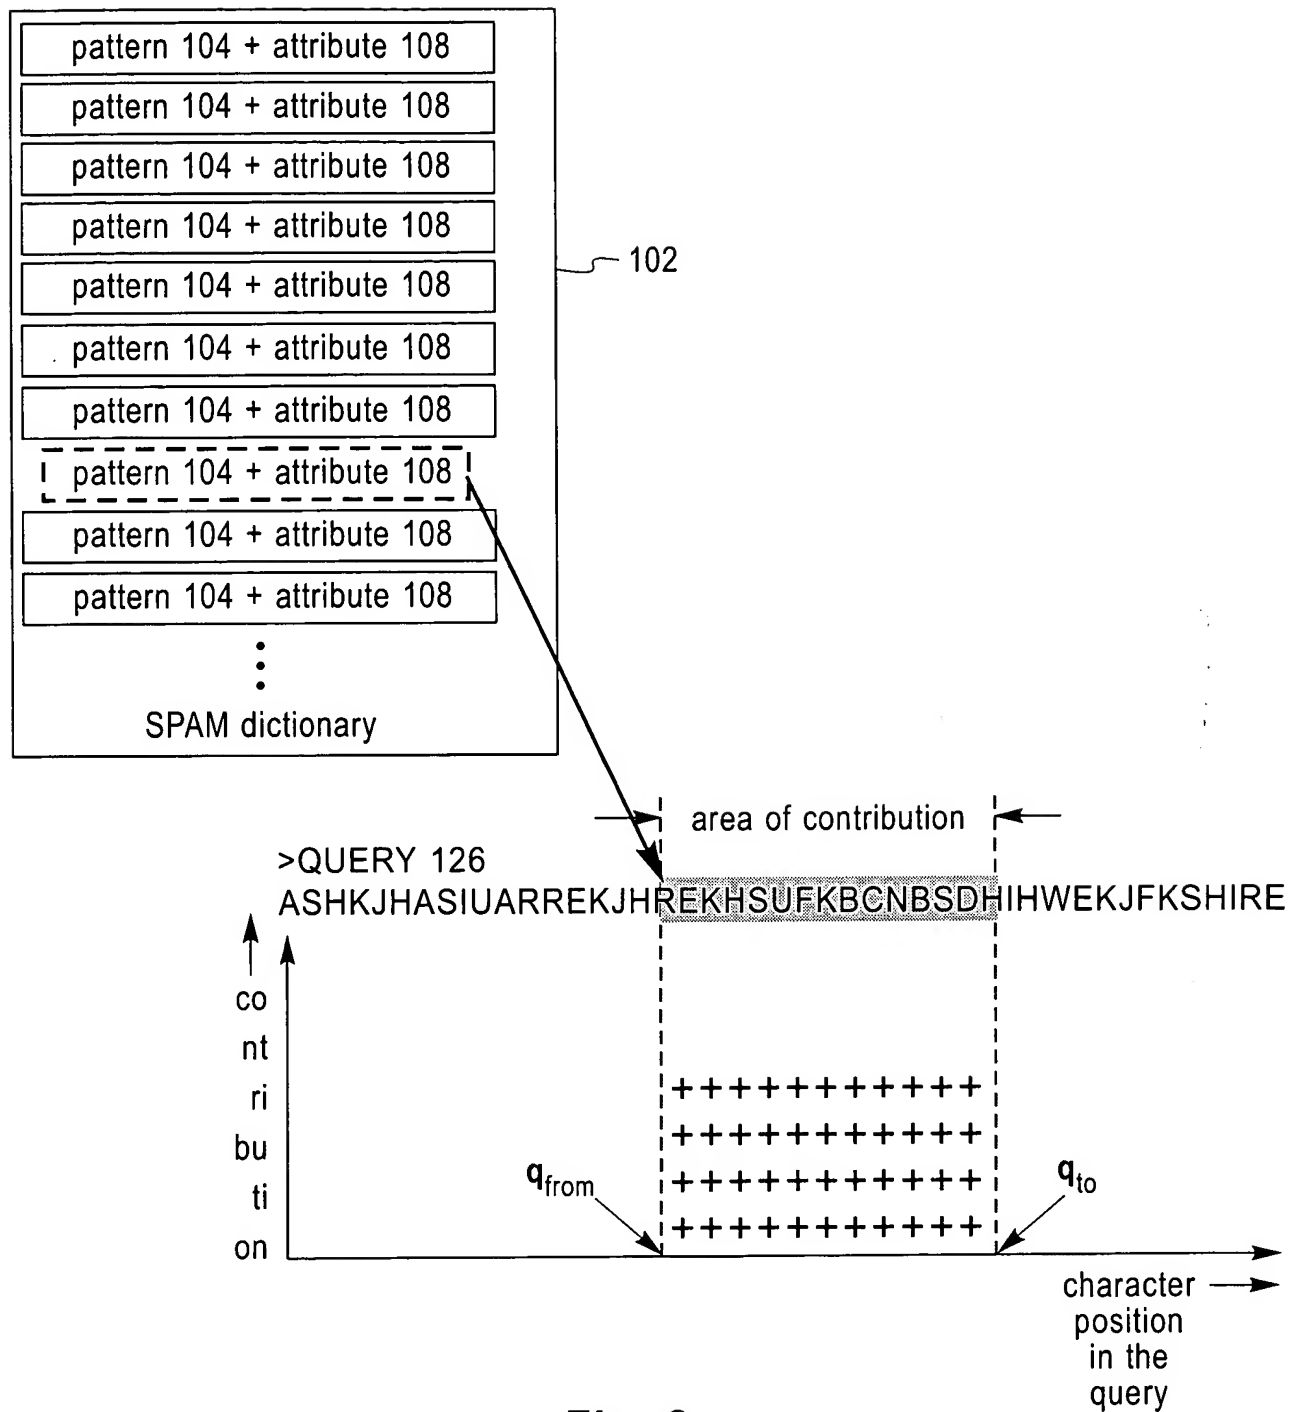 pattern 104 + attribute 108
pattern 104 + attribute 108
pattern 104 + attribute 108
pattern 104 + attribute 108
pattern 104 + attribute 108
pattern 104 + attribute 108
pattern 104 + attribute 108
pattern 104 + attribute 108
pattern 104 + attribute 108
pattern 104 + attribute 108
SPAM dictionary
102
area of contribution
>QUERY 126
ASHKJHASIUARREKJHREKHSUFKBCNBSDHIHWEKJFKSHIRE
co
nt
ri
bu
ti
on
+ + + + + + + + + + +
+ + + + + + + + + + +
+ + + + + + + + + + +
+ + + + + + + + + + +
qfrom
qto
character
position
in the
query